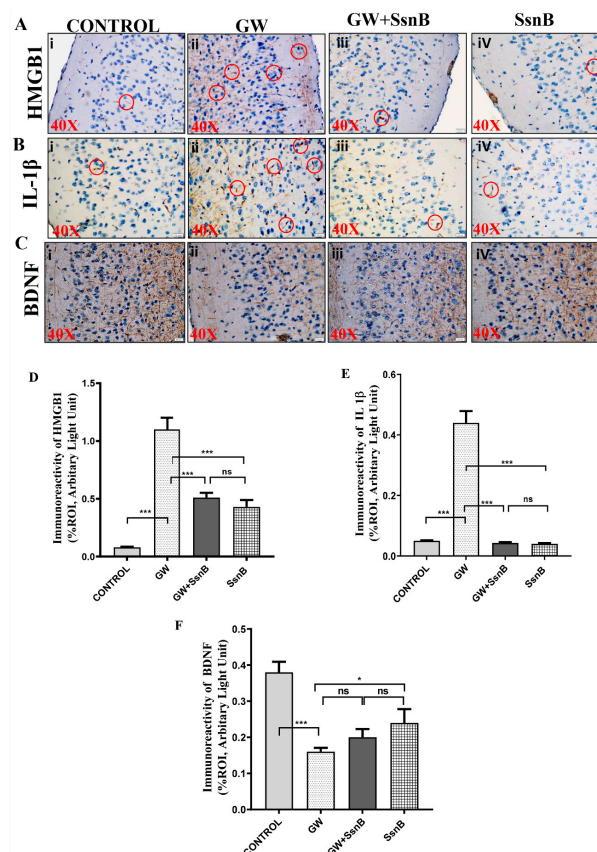 A CONTROL GW GW+SsnB SsnB
HMGB1
i ii iii iV
40X 40X 40X 40X
B
IL-1β
i ii iii iV
40X 40X 40X 40X
C
BDNF
i ii iii iV
40X 40X 40X 40X
D
Immunoreactivity of HMGB1
(%ROI, Arbitary Light Unit)
1.5
1.0
0.5
0.0
***
*** ns
***
CONTROL GW GW+SsnB SsnB
E
Immunoreactivity of IL 1β
(%ROI, Arbitary Light Unit)
0.6
0.4
0.2
0.0
***
*** *** ns
CONTROL GW GW+SsnB SsnB
F
Immunoreactivity of BDNF
(%ROI, Arbitary Light Unit)
0.5
0.4
0.3
0.2
0.1
0.0
*
ns ns
***
CONTROL GW GW+SsnB SsnB